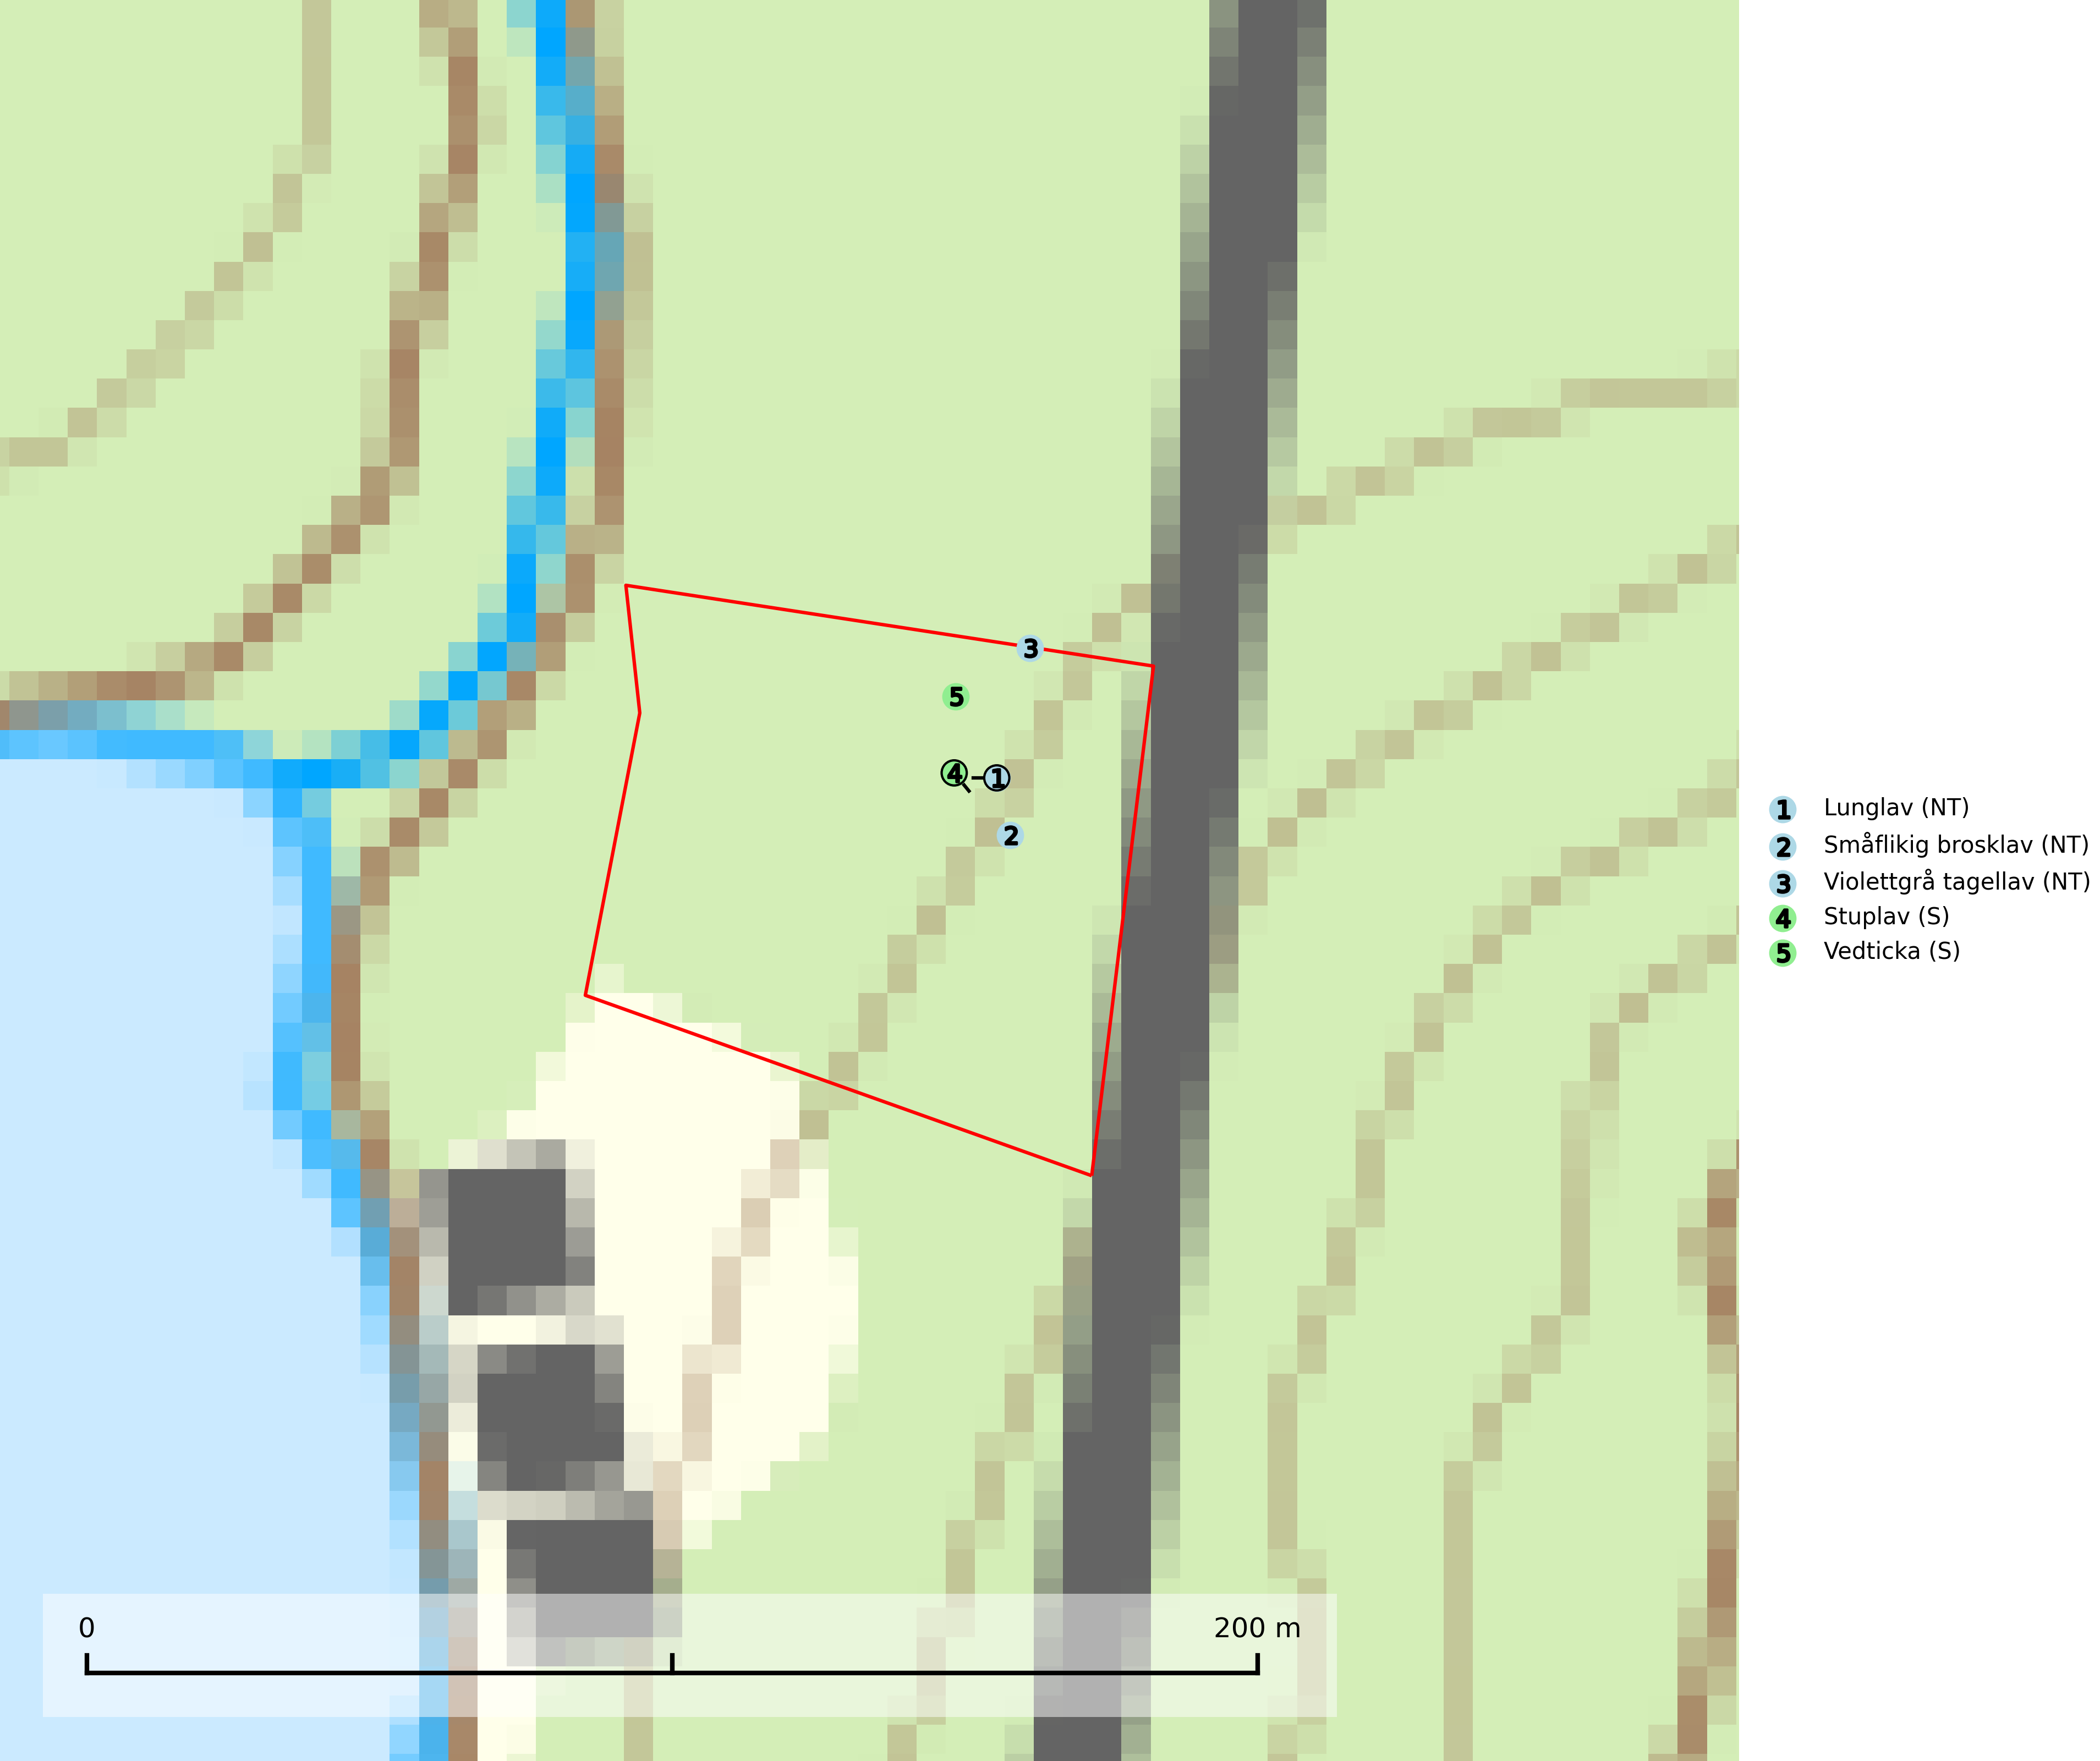 3
5
4
1
2
1 Lunglav (NT)
2 Småflikig brosklav (NT)
3 Violettgrå tagellav (NT)
4 Stuplav (S)
5 Vedticka (S)
0 200 m